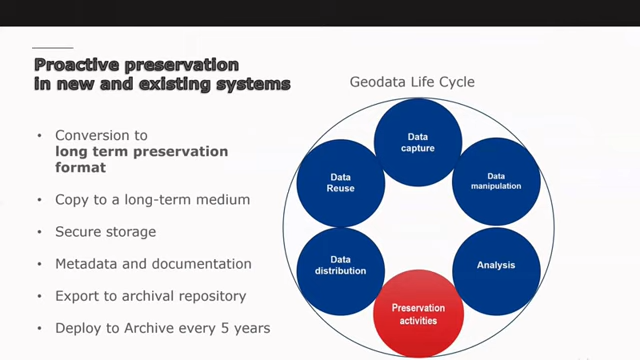 Proactive preservation
in new and existing systems
Geodata Life Cycle
• Conversion to
long term preservation
format
• Copy to a long-term medium
• Secure storage
• Metadata and documentation
• Export to archival repository
• Deploy to Archive every 5 years
Data
capture
Data
manipulation
Analysis
Preservation
activities
Data
distribution
Data
Reuse